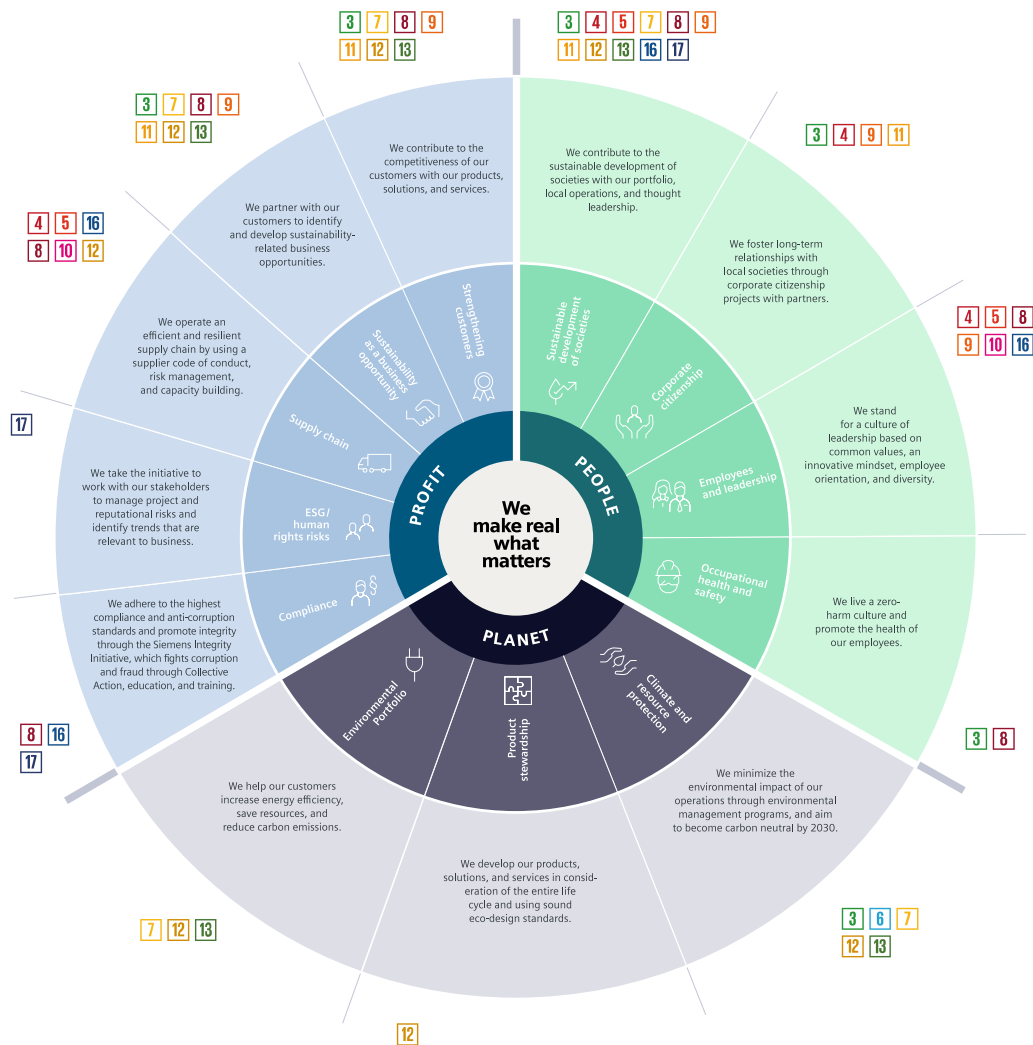 3 7 8 9
11 12 13
3 4 5 7 8 9
11 12 13 16 17
3 7 8 9
11 12 13
3 4 9 11
4 5 16
8 10 12
4 5 8
9 10 16
17
8 16
17
3 8
7 12 13
3 6 7
12 13
12
We contribute to the
competitiveness of our
customers with our products,
solutions, and services.
We contribute to the
sustainable development of
societies with our portfolio,
local operations, and thought
leadership.
We partner with our
customers to identify
and develop sustainability-
related business
opportunities.
We foster long-term
relationships with
local societies through
corporate citizenship
projects with partners.
We operate an
efficient and resilient
supply chain by using a
supplier code of conduct,
risk management,
and capacity building.
We stand
for a culture of
leadership based on
common values, an
innovative mindset, employee
orientation, and diversity.
We take the initiative to
work with our stakeholders
to manage project and
reputational risks and
identify trends that are
relevant to business.
We live a zero-
harm culture and
promote the health of
our employees.
We adhere to the highest
compliance and anti-corruption
standards and promote integrity
through the Siemens Integrity
Initiative, which fights corruption
and fraud through Collective
Action, education, and training.
We help our customers
increase energy efficiency,
save resources, and
reduce carbon emissions.
We develop our products,
solutions, and services in consid-
eration of the entire life
cycle and using sound
eco-design standards.
We minimize the
environmental impact of our
operations through environmental
management programs, and aim
to become carbon neutral by 2030.
Strengthening
customers
Sustainability
as a business
opportunity
Supply chain
ESG/
human
rights risks
Compliance
Sustainable
development
of societies
Corporate
citizenship
Employees
and leadership
Occupational
health and
safety
Environmental
Portfolio
Product
stewardship
Climate and
resource
protection
PROFIT
PEOPLE
PLANET
We
make real
what
matters